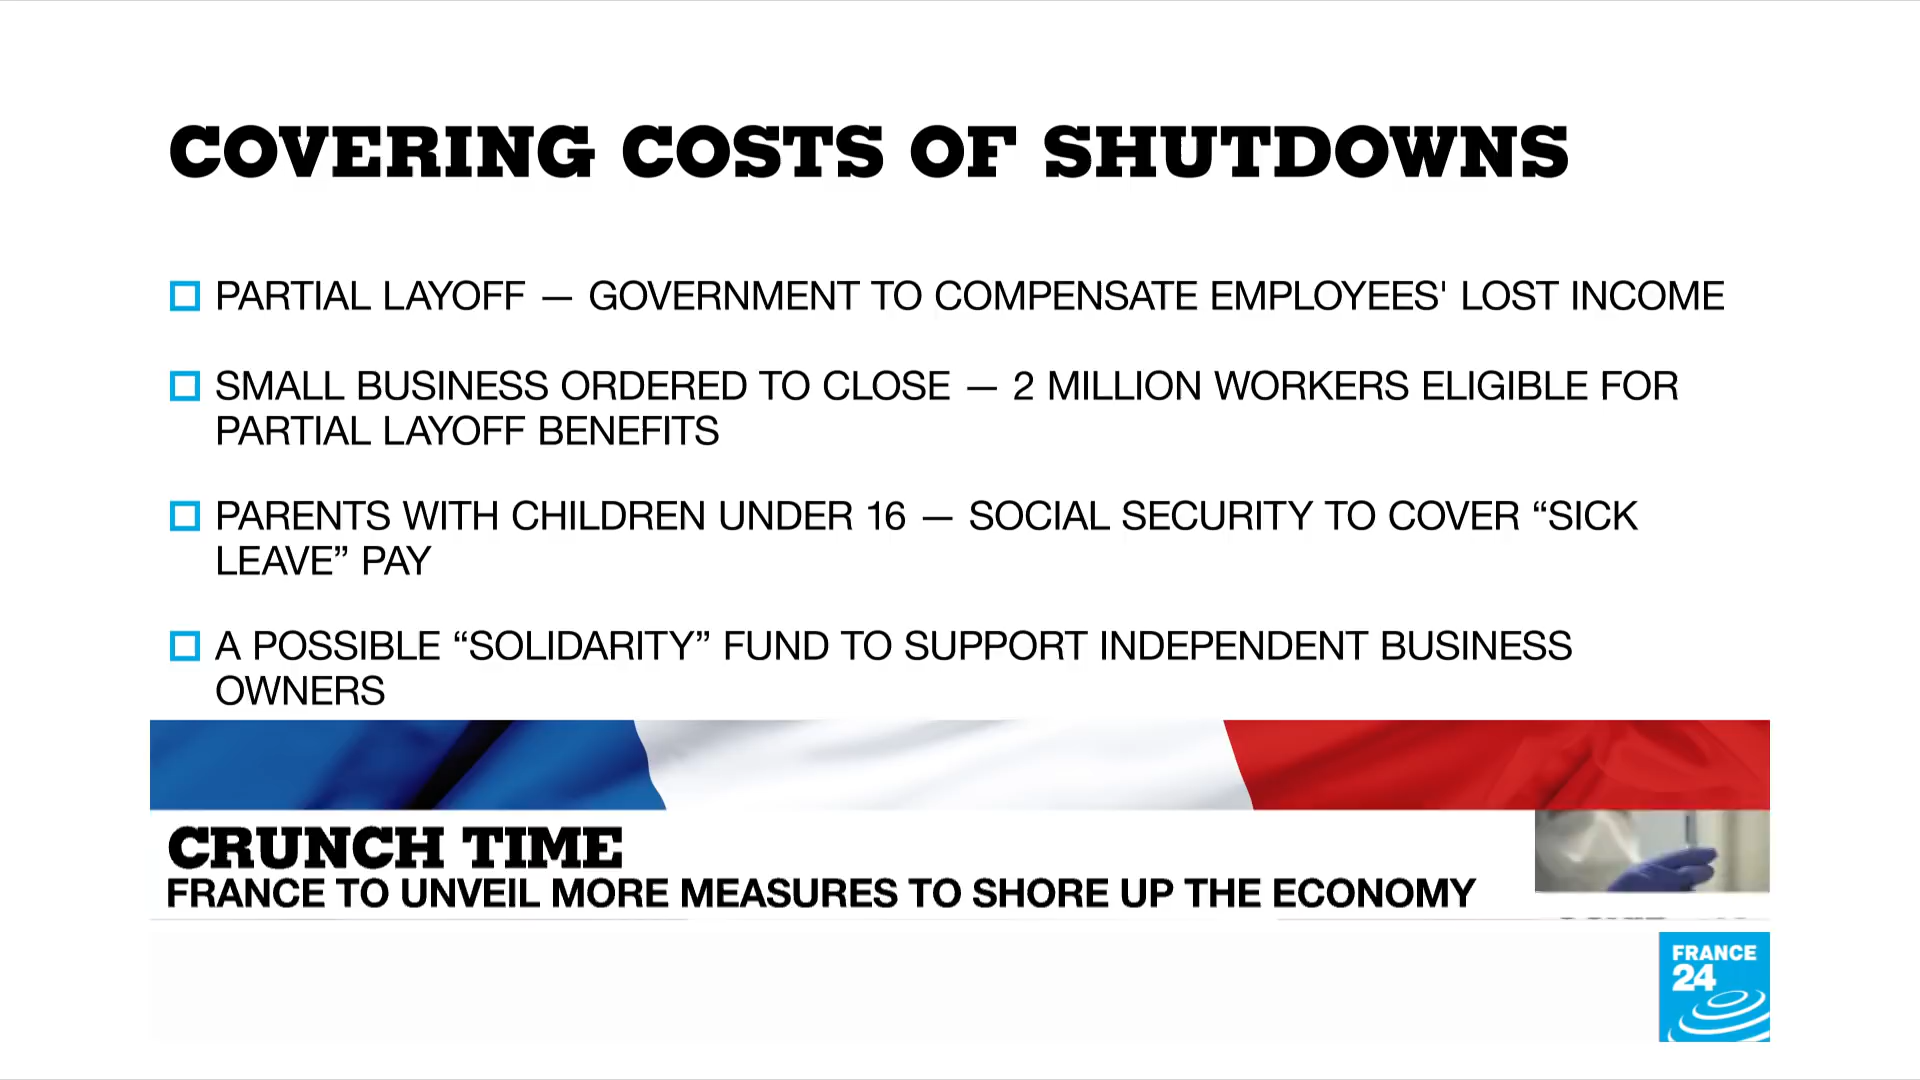 COVERING COSTS OF SHUTDOWNS
PARTIAL LAYOFF — GOVERNMENT TO COMPENSATE EMPLOYEES' LOST INCOME
SMALL BUSINESS ORDERED TO CLOSE — 2 MILLION WORKERS ELIGIBLE FOR
PARTIAL LAYOFF BENEFITS
PARENTS WITH CHILDREN UNDER 16 — SOCIAL SECURITY TO COVER “SICK
LEAVE” PAY
A POSSIBLE “SOLIDARITY” FUND TO SUPPORT INDEPENDENT BUSINESS
OWNERS
CRUNCH TIME
FRANCE TO UNVEIL MORE MEASURES TO SHORE UP THE ECONOMY
FRANCE
24